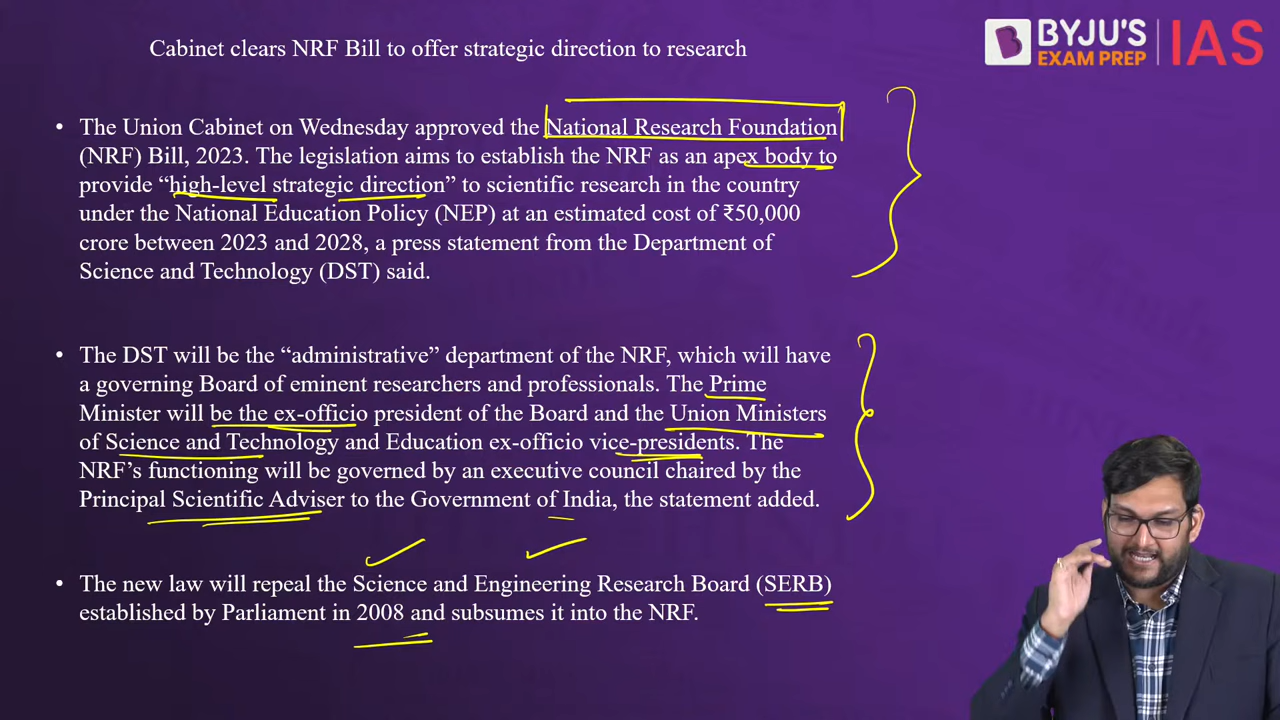 Cabinet clears NRF Bill to offer strategic direction to research
BYJU'S
EXAM PREP
IAS
• The Union Cabinet on Wednesday approved the National Research Foundation
(NRF) Bill, 2023. The legislation aims to establish the NRF as an apex body to
provide “high-level strategic direction” to scientific research in the country
under the National Education Policy (NEP) at an estimated cost of ₹50,000
crore between 2023 and 2028, a press statement from the Department of
Science and Technology (DST) said.
• The DST will be the “administrative” department of the NRF, which will have
a governing Board of eminent researchers and professionals. The Prime
Minister will be the ex-officio president of the Board and the Union Ministers
of Science and Technology and Education ex-officio vice-presidents. The
NRF’s functioning will be governed by an executive council chaired by the
Principal Scientific Adviser to the Government of India, the statement added.
• The new law will repeal the Science and Engineering Research Board (SERB)
established by Parliament in 2008 and subsumes it into the NRF.